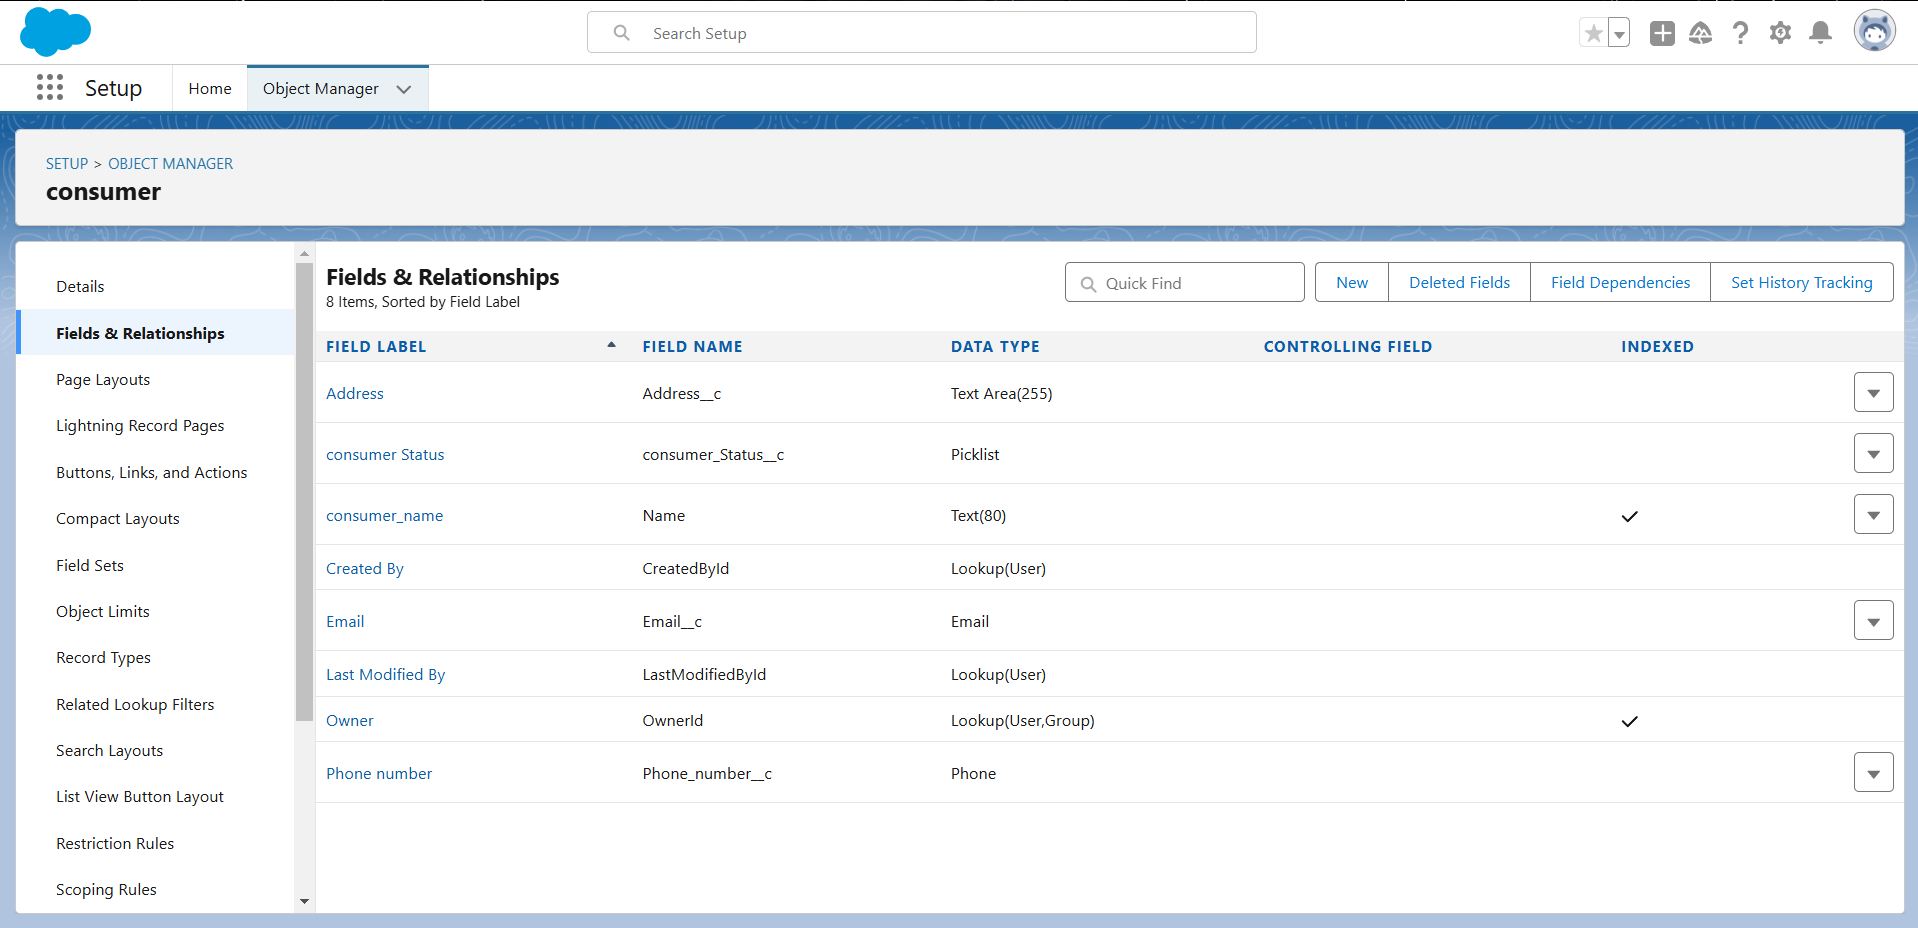 Search Setup
Setup
Home
Object Manager
SETUP > OBJECT MANAGER
consumer
Details
Fields & Relationships
Page Layouts
Lightning Record Pages
Buttons, Links, and Actions
Compact Layouts
Field Sets
Object Limits
Record Types
Related Lookup Filters
Search Layouts
List View Button Layout
Restriction Rules
Scoping Rules
Fields & Relationships
8 Items, Sorted by Field Label
Quick Find
New
Deleted Fields
Field Dependencies
Set History Tracking
FIELD LABEL FIELD NAME DATA TYPE CONTROLLING FIELD INDEXED
Address Address__c Text Area(255)
consumer Status consumer_Status__c Picklist
consumer_name Name Text(80)
Created By CreatedById Lookup(User)
Email Email__c Email
Last Modified By LastModifiedById Lookup(User)
Owner OwnerId Lookup(User,Group)
Phone number Phone_number__c Phone